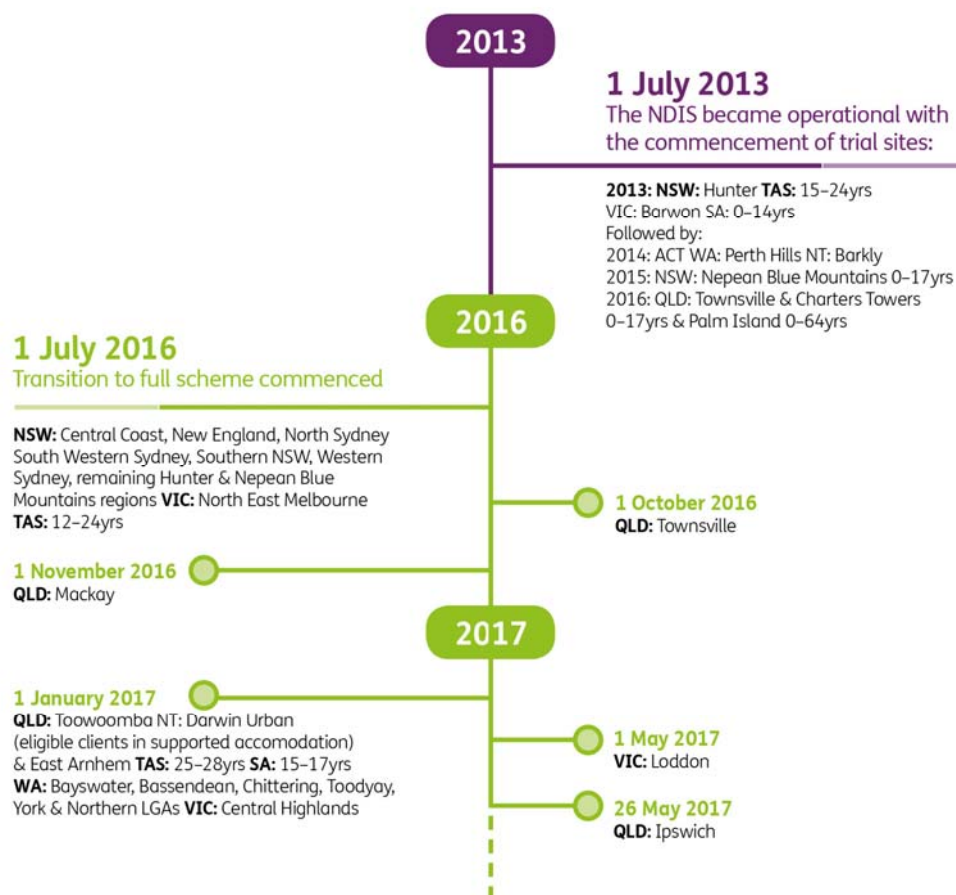 2013
1 July 2013
The NDIS became operational with
the commencement of trial sites:
2013: NSW: Hunter TAS: 15–24yrs
VIC: Barwon SA: 0–14yrs
Followed by:
2014: ACT WA: Perth Hills NT: Barkly
2015: NSW: Nepean Blue Mountains 0–17yrs
2016: QLD: Townsville & Charters Towers
0–17yrs & Palm Island 0–64yrs
2016
1 July 2016
Transition to full scheme commenced
NSW: Central Coast, New England, North Sydney
South Western Sydney, Southern NSW, Western
Sydney, remaining Hunter & Nepean Blue
Mountains regions VIC: North East Melbourne
TAS: 12–24yrs
1 October 2016
QLD: Townsville
1 November 2016
QLD: Mackay
2017
1 January 2017
QLD: Toowoomba NT: Darwin Urban
(eligible clients in supported accomodation)
& East Arnhem TAS: 25–28yrs SA: 15–17yrs
WA: Bayswater, Bassendean, Chittering, Toodyay,
York & Northern LGAs VIC: Central Highlands
1 May 2017
VIC: Loddon
26 May 2017
QLD: Ipswich